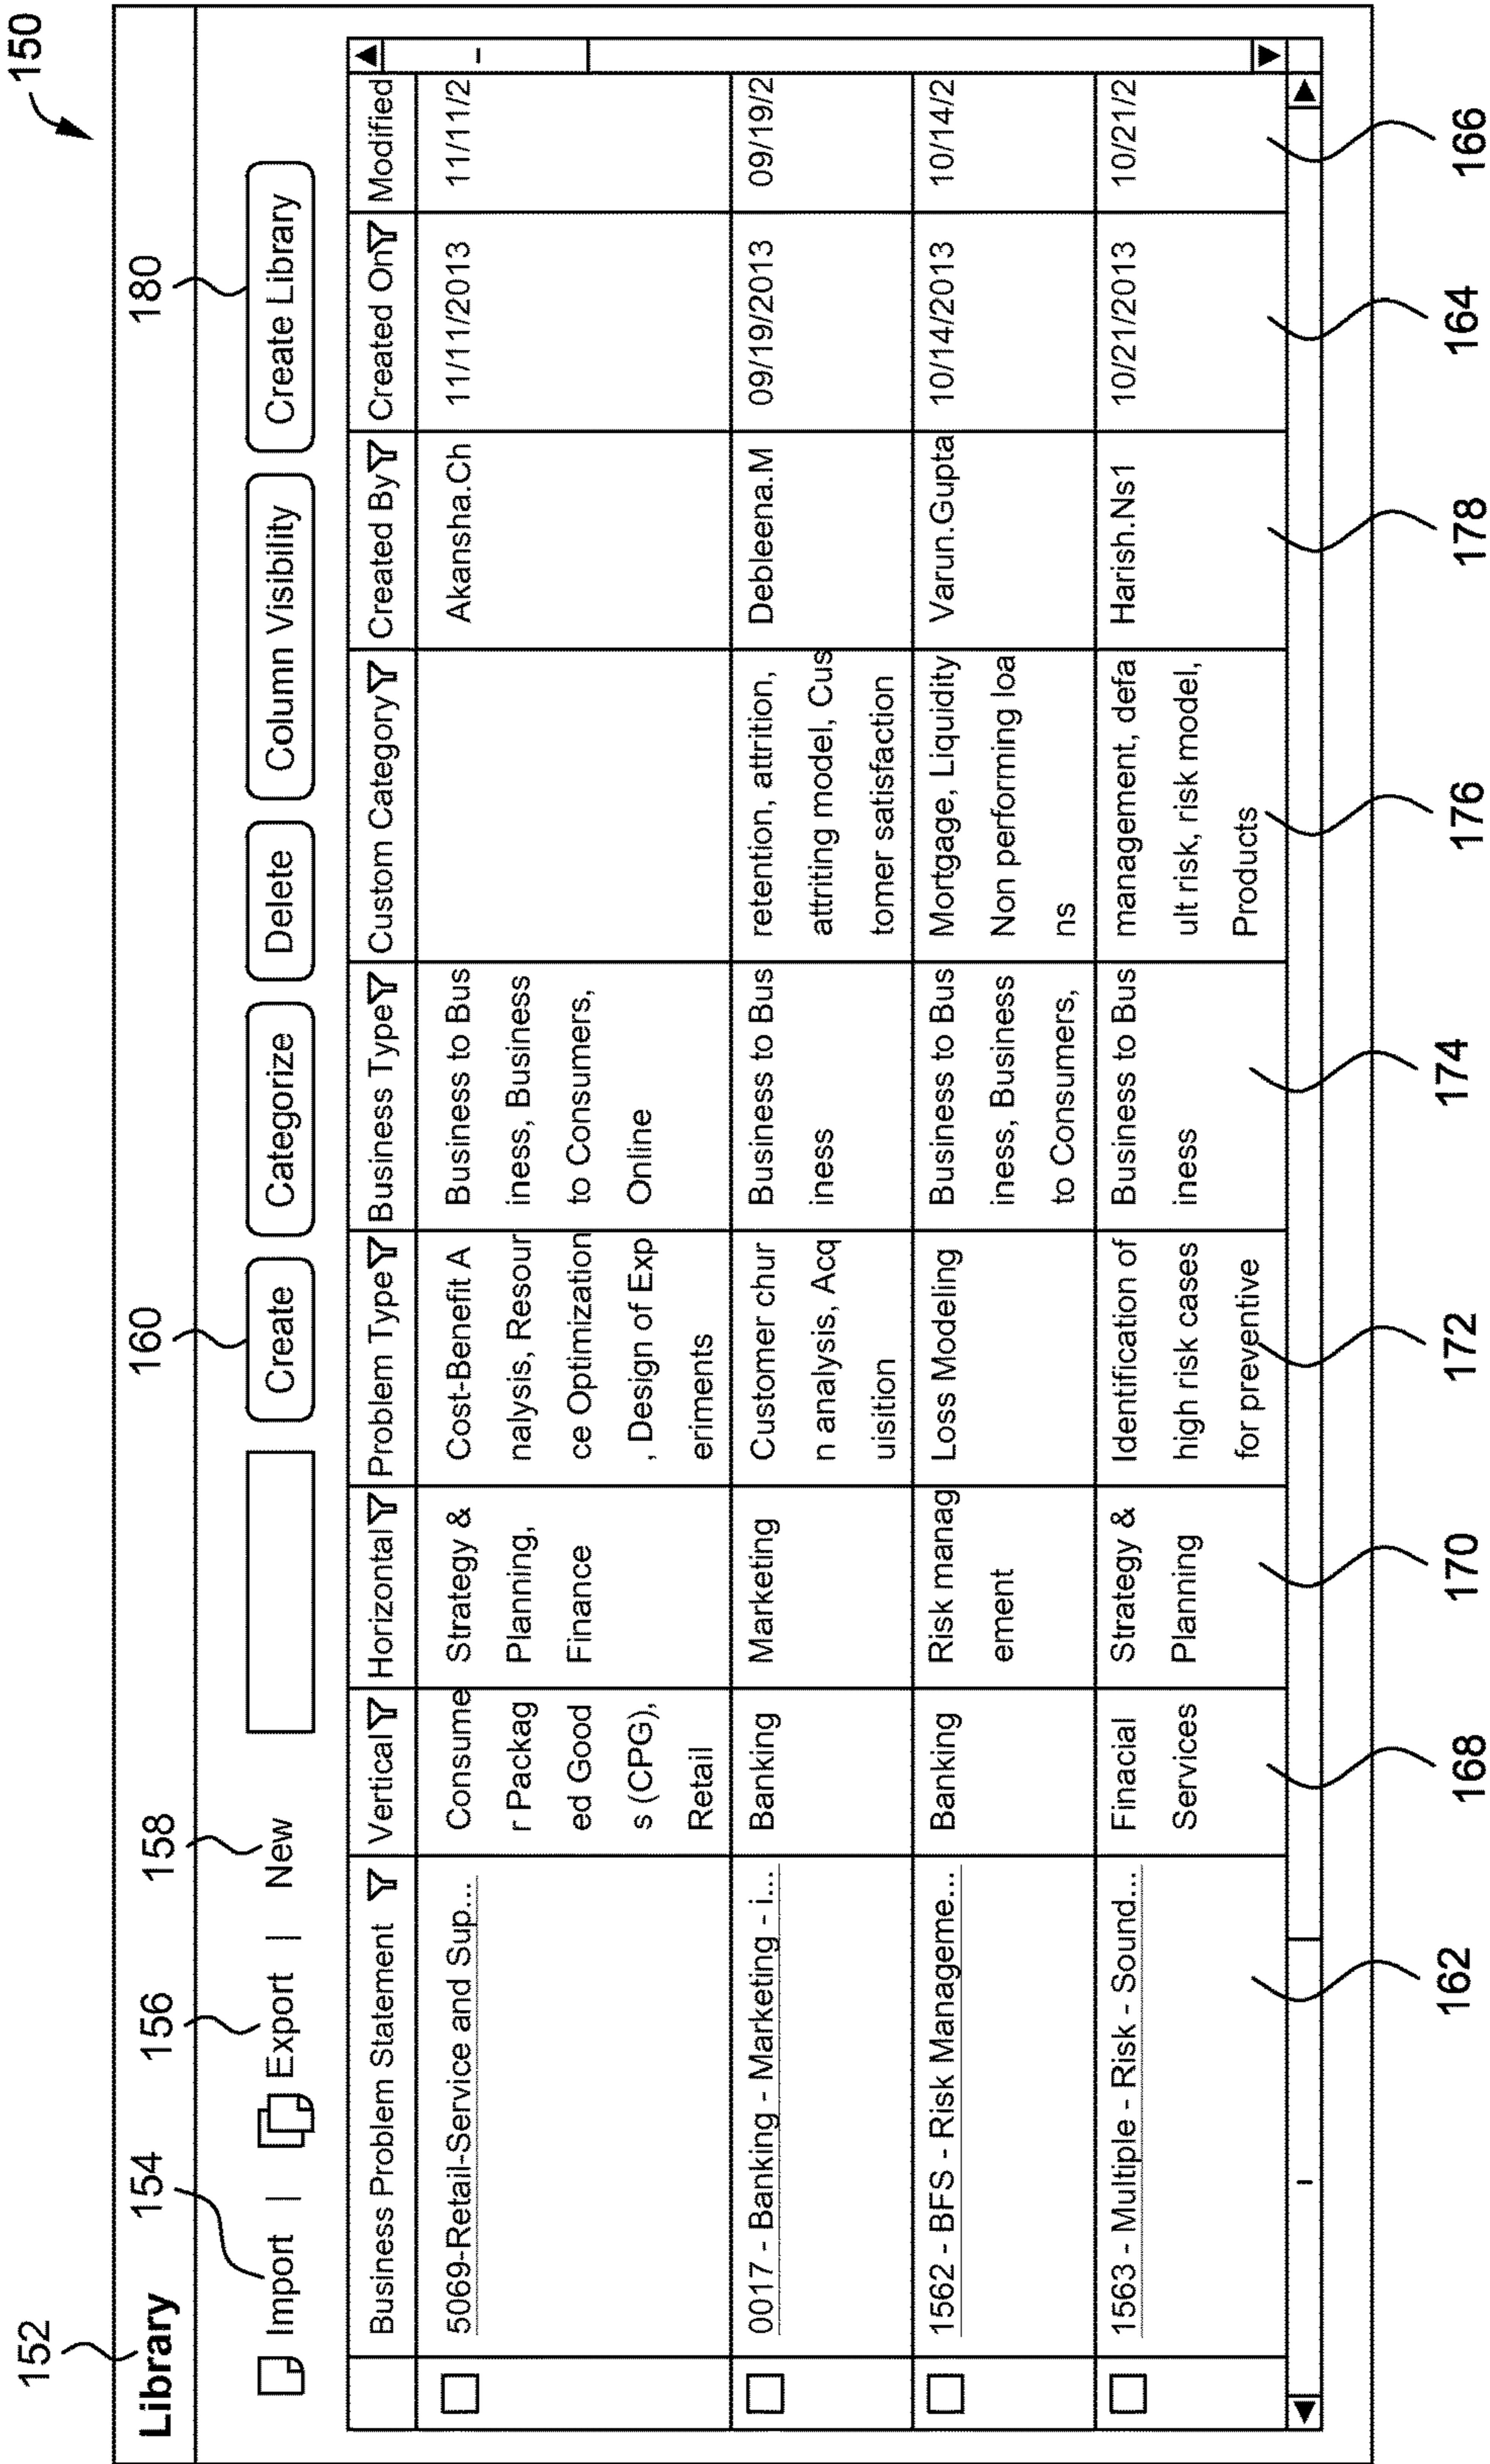 150
152
154
156
158
160
180
Library
Import | Export | New
Create
Categorize
Delete
Column Visibility
Create Library
Business Problem Statement
Vertical
Horizontal
Problem Type
Business Type
Custom Category
Created By
Created On
Modified
5069-Retail-Service and Sup...
Consume
r Packag
ed Good
s (CPG),
Retail
Strategy &
Planning,
Finance
Cost-Benefit A
nalysis, Resour
ce Optimization
, Design of Exp
eriments
Business to Bus
iness, Business
to Consumers,
Online
Akansha.Ch
11/11/2013
11/11/2
0017 - Banking - Marketing - i...
Banking
Marketing
Customer chur
n analysis, Acq
uisition
Business to Bus
iness
retention, attrition,
attriting model, Cus
tomer satisfaction
Debleena.M
09/19/2013
09/19/2
1562 - BFS - Risk Manageme...
Banking
Risk manag
ement
Loss Modeling
Business to Bus
iness, Business
to Consumers,
Mortgage, Liquidity
Non performing loa
ns
Varun.Gupta
10/14/2013
10/14/2
1563 - Multiple - Risk - Sound...
Finacial
Services
Strategy &
Planning
Identification of
high risk cases
for preventive
Business to Bus
iness
management, defa
ult risk, risk model,
Products
Harish.Ns1
10/21/2013
10/21/2
162
168
170
172
174
176
178
164
166